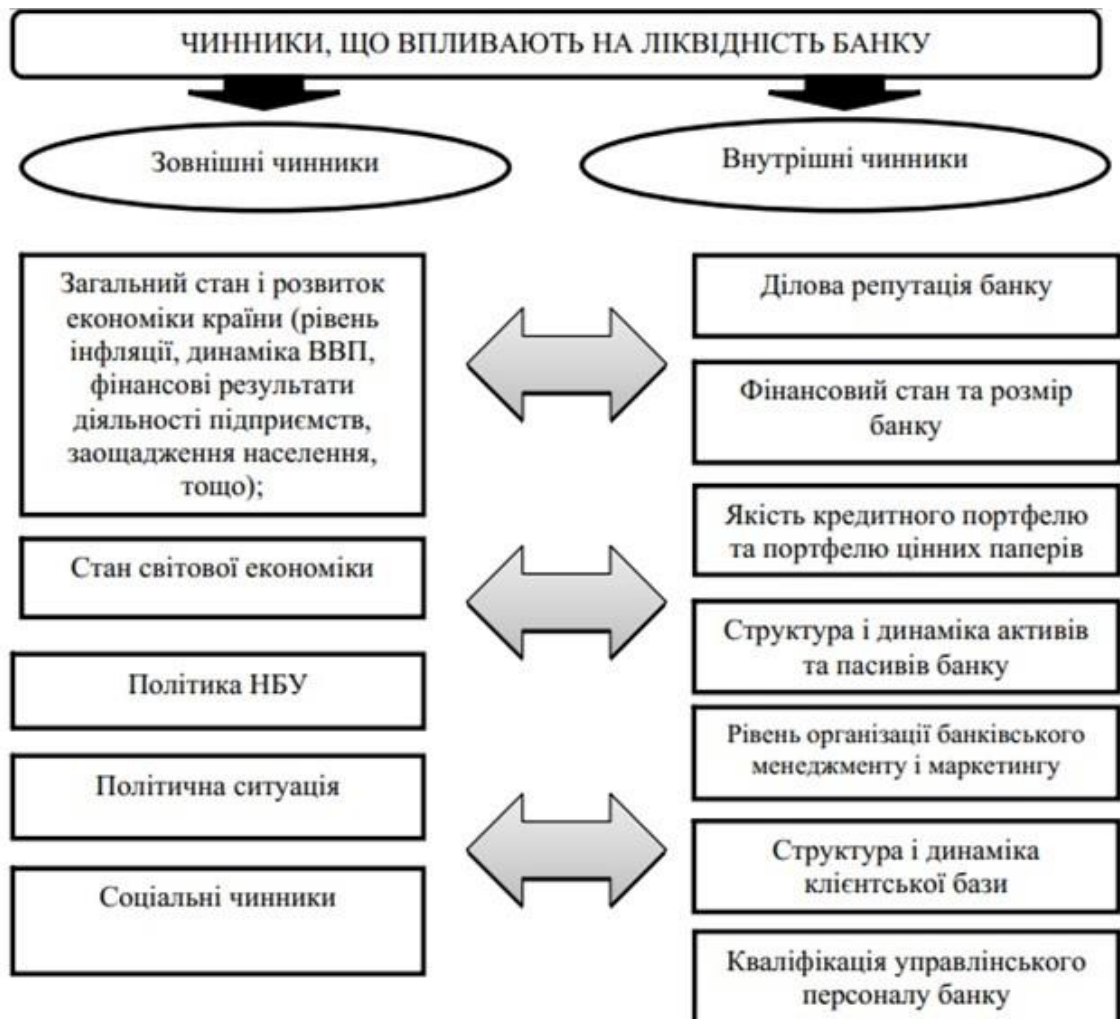 ЧИННИКИ, ЩО ВПЛИВАЮТЬ НА ЛІКВІДНІСТЬ БАНКУ
Зовнішні чинники
Внутрішні чинники
Загальний стан і розвиток
економіки країни (рівень
інфляції, динаміка ВВП,
фінансові результати
діяльності підприємств,
заощадження населення,
тощо);
Стан світової економіки
Політика НБУ
Політична ситуація
Соціальні чинники
Ділова репутація банку
Фінансовий стан та розмір
банку
Якість кредитного портфелю
та портфелю цінних паперів
Структура і динаміка активів
та пасивів банку
Рівень організації банківського
менеджменту і маркетингу
Структура і динаміка
клієнтської бази
Кваліфікація управлінського
персоналу банку